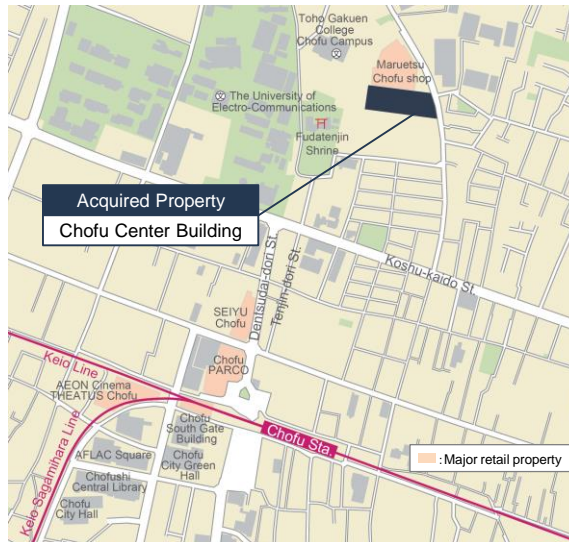 Toho Gakuen
College
Chofu Campus
Maruetsu
Chofu shop
The University of
Electro-Communications
Fudatenjin
Shrine
Acquired Property
Chofu Center Building
Koshu-kaido St.
Dentsudai-dori St.
Tenjin-dori St.
SEIYU
Chofu
Chofu
PARCO
Keio Line
AEON Cinema
THEATUS Chofu
Keio Sagamihara Line
Chofu
South Gate
Building
Chofu Sta.
AFLAC Square
Chofu
City Green
Hall
Chofushi
Central Library
Chofu
City Hall
: Major retail property